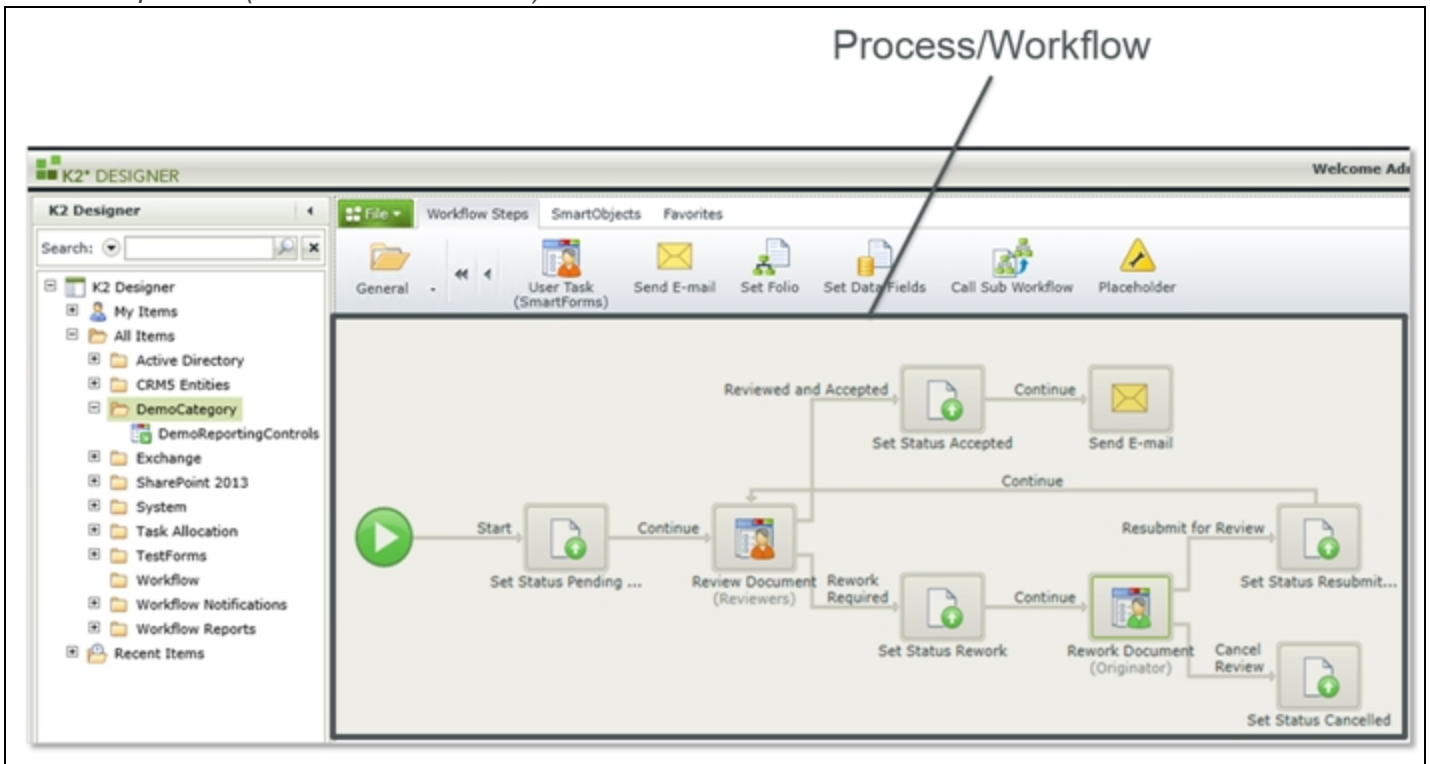 Process/Workflow
K2* DESIGNER
Welcome
K2 Designer
File
Workflow Steps
SmartObjects
Favorites
Search:
General
User Task
(SmartForms)
Send E-mail
Set Folio
Set Data Fields
Call Sub Workflow
Placeholder
K2 Designer
My Items
All Items
Active Directory
CRM5 Entities
DemoCategory
DemoReportingControls
Exchange
SharePoint 2013
System
Task Allocation
TestForms
Workflow
Workflow Notifications
Workflow Reports
Recent Items
Reviewed and Accepted
Continue
Set Status Accepted
Send E-mail
Continue
Start
Continue
Resubmit for Review
Set Status Pending ...
Review Document
(Reviewers)
Rework
Required
Continue
Set Status Resubmit...
Set Status Rework
Rework Document
(Originator)
Cancel
Review
Set Status Cancelled